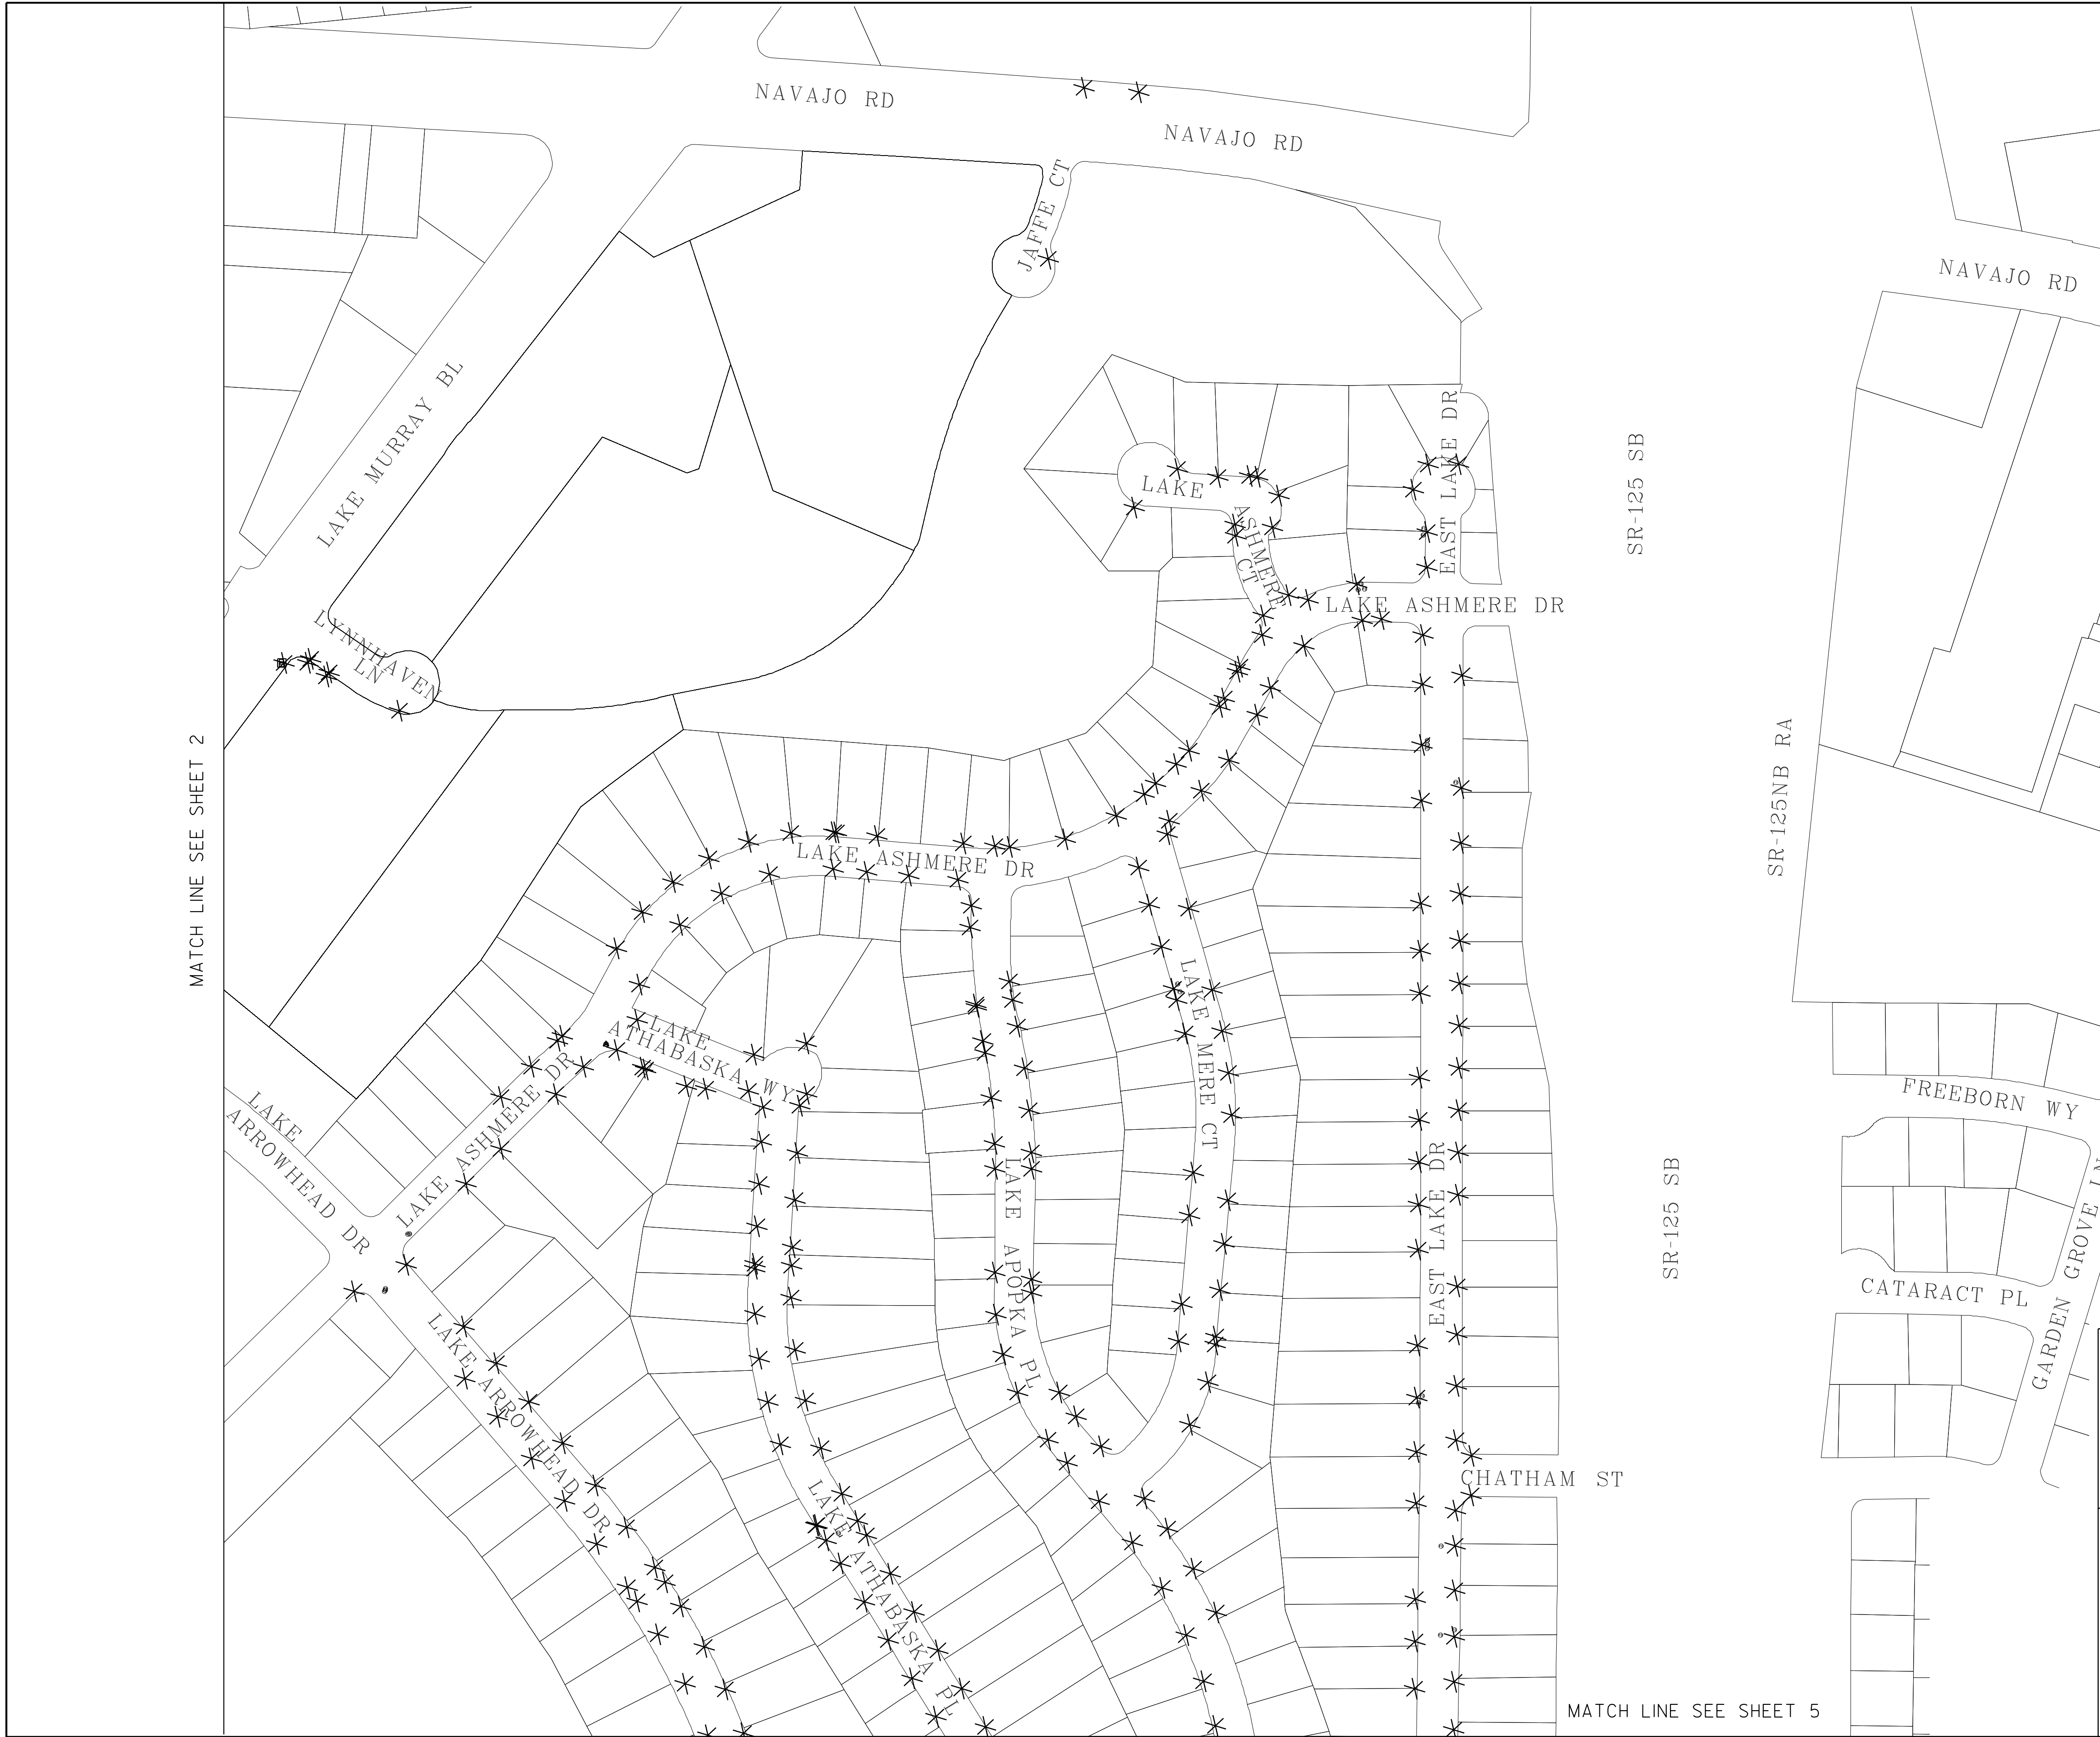 NAVAJO RD
NAVAJO RD
JAFFE CT
NAVAJO RD
LAKE MURRAY BL
EAST LAKE DR
SR-125 SB
LAKE
ASHMERE
CT
LAKE ASHMERE DR
LYNNHAVEN
LN
MATCH LINE SEE SHEET 2
SR-125NB RA
LAKE ASHMERE DR
LAKE MERE CT
LAKE
ATHABASKA WY
LAKE ASHMERE DR
LAKE
ARROWHEAD DR
FREEBORN WY
LAKE APOPKA PL
EAST LAKE DR
SR-125 SB
CATARACT PL
GARDEN GROVE LN
LAKE ARROWHEAD DR
CHATHAM ST
LAKE ATHABASKA PL
MATCH LINE SEE SHEET 5